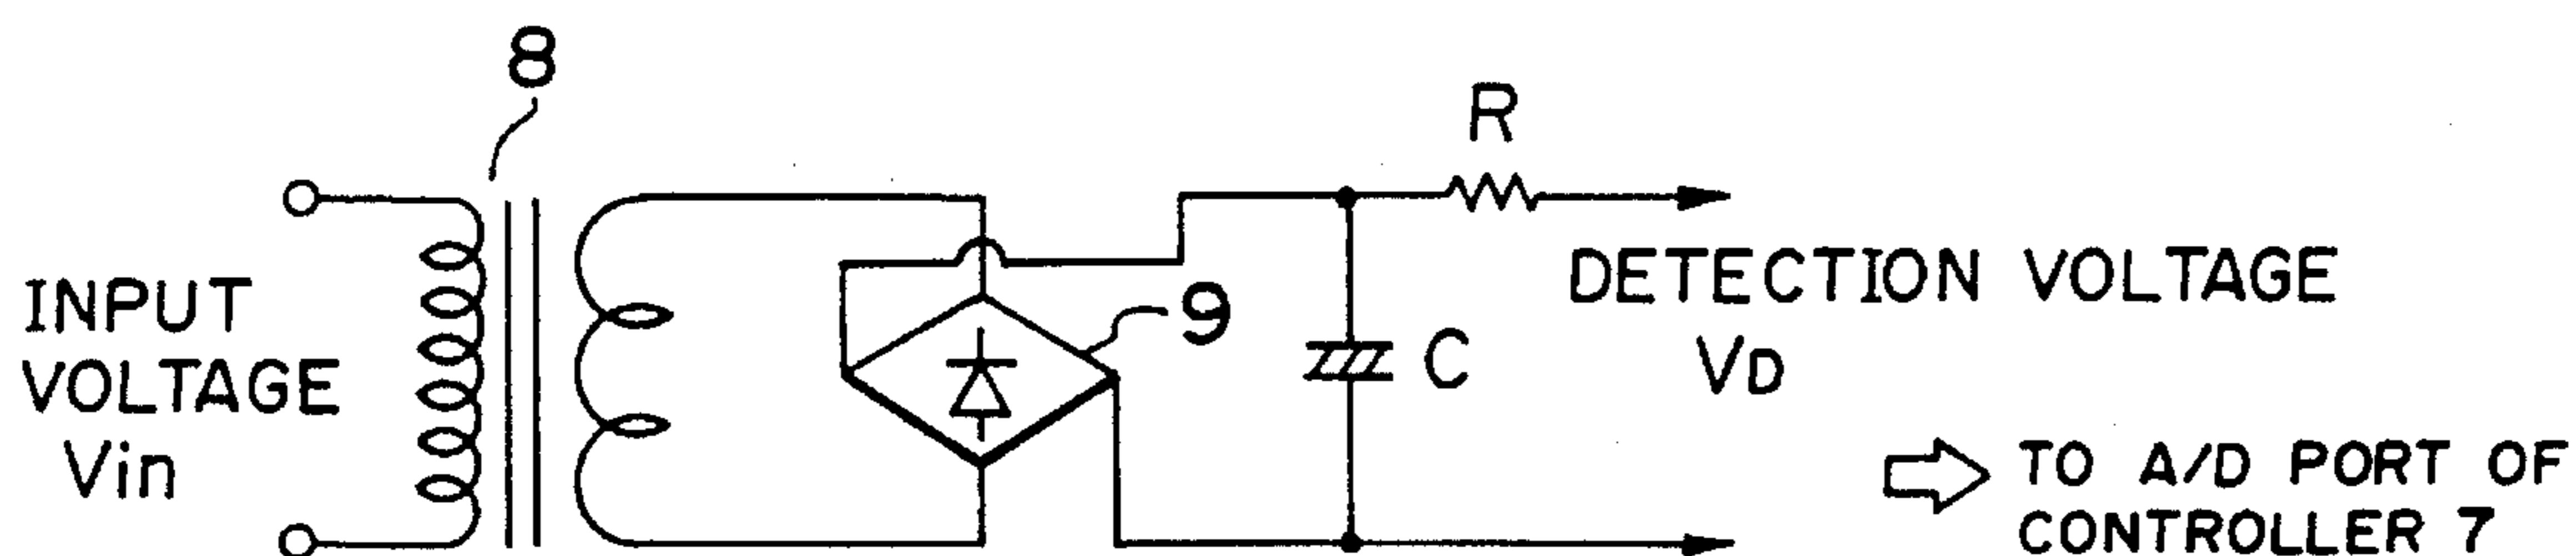 8
R
INPUT
VOLTAGE
Vin
9
C
DETECTION VOLTAGE
VD
TO A/D PORT OF
CONTROLLER 7